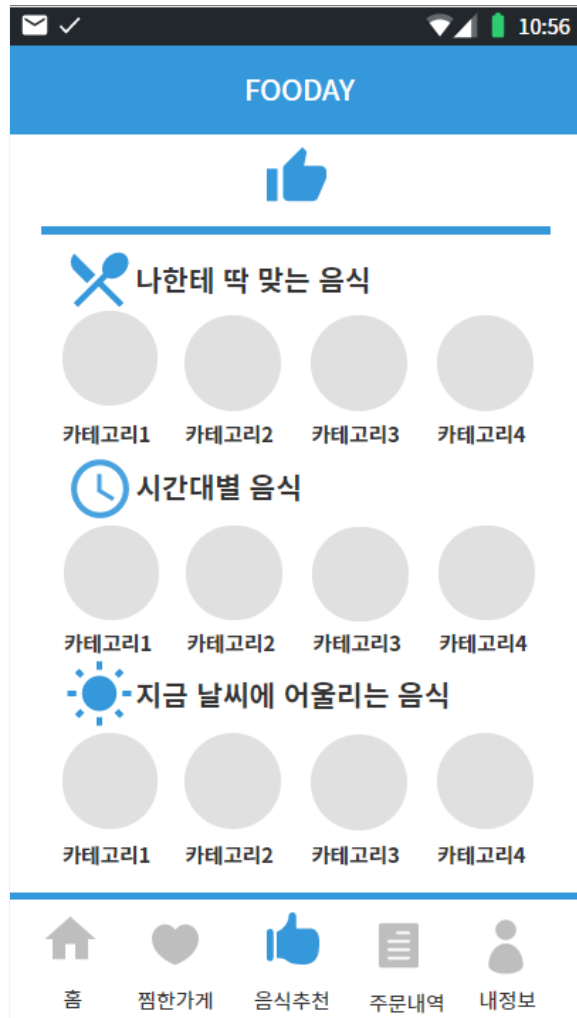 10:56
FOODAY
나한테 딱 맞는 음식
카테고리1 카테고리2 카테고리3 카테고리4
시간대별 음식
카테고리1 카테고리2 카테고리3 카테고리4
지금 날씨에 어울리는 음식
카테고리1 카테고리2 카테고리3 카테고리4
홈 찜한가게 음식추천 주문내역 내정보